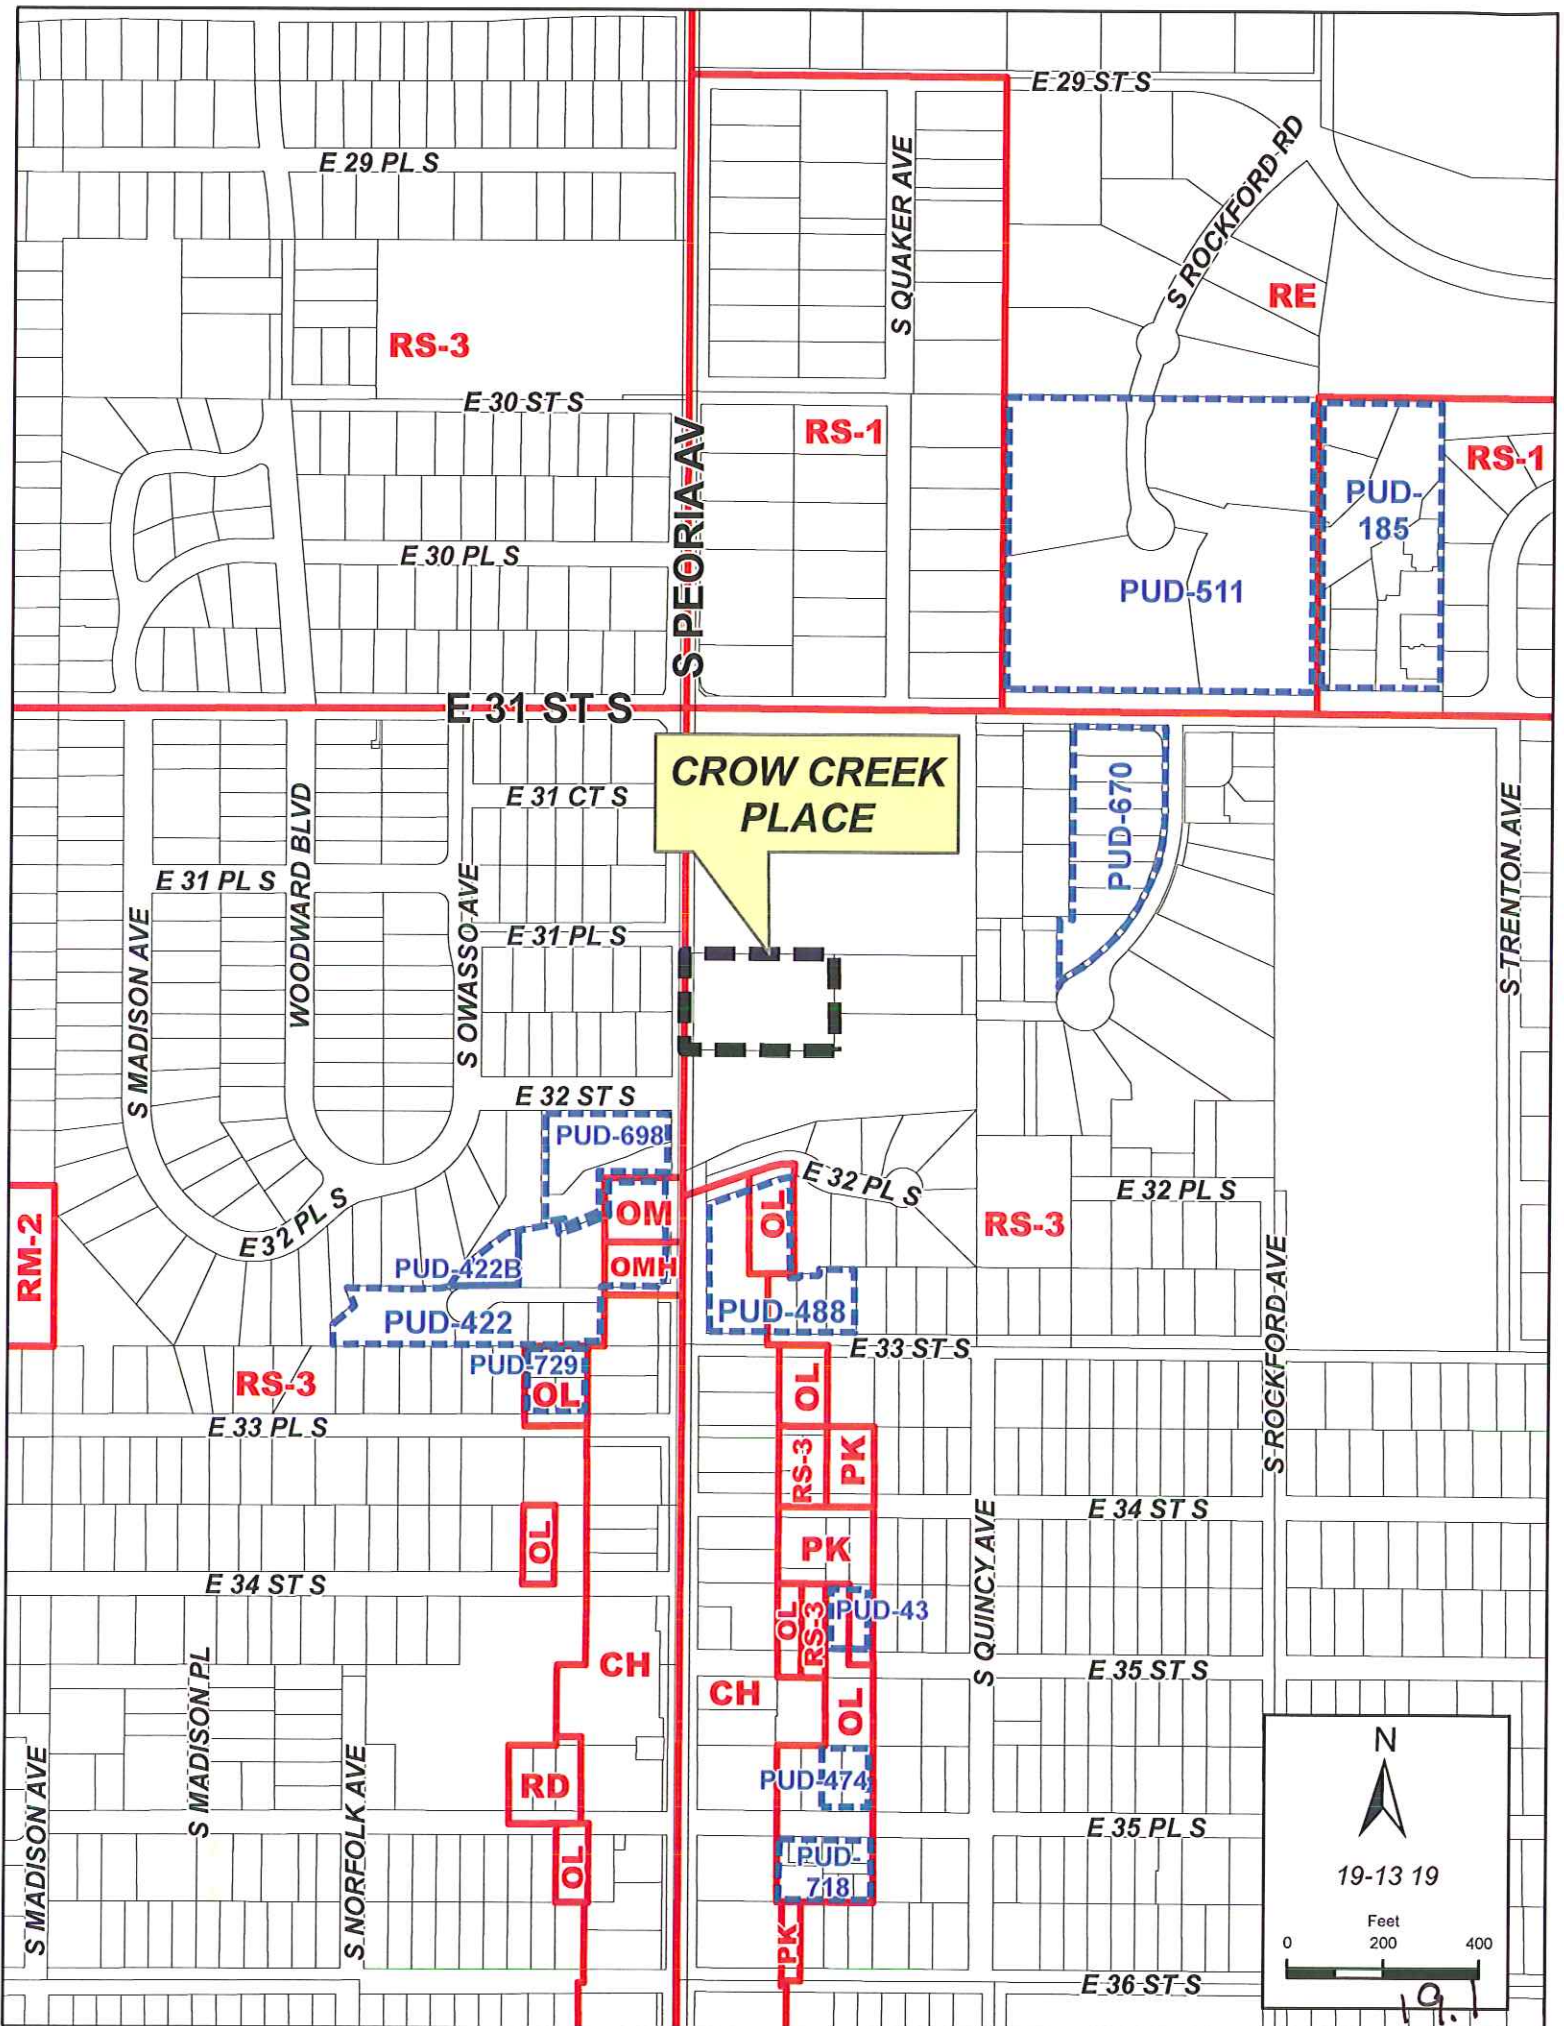 E 29 ST S
E 29 PL S
S QUAKER AVE
S ROCKFORD RD
RE
RS-3
E 30 ST S
RS-1
RS-1
PUD-
185
S PEORIA AV
E 30 PL S
PUD-511
E 31 ST S
CROW CREEK
PLACE
PUD-670
E 31 CT S
WOODWARD BLVD
S TRENTON AVE
E 31 PL S
S OWASSO AVE
S MADISON AVE
E 31 PL S
E 32 ST S
PUD-698
E 32 PL S
E 32 PL S
OM
OL
RS-3
RM-2
E 32 PL S
PUD-422B
OMH
PUD-422
PUD-488
S ROCKFORD AVE
E 33 ST S
PUD-729
OL
RS-3
OL
E 33 PL S
RS-3
PK
OL
PK
E 34 ST S
S QUINCY AVE
E 34 ST S
OL
RS-3
PUD-43
CH
CH
OL
E 35 ST S
S MADISON PL
S MADISON AVE
S NORFOLK AVE
RD
PUD-474
E 35 PL S
OL
PUD-
718
PK
E 36 ST S
N
19-13 19
Feet
0 200 400
19.1